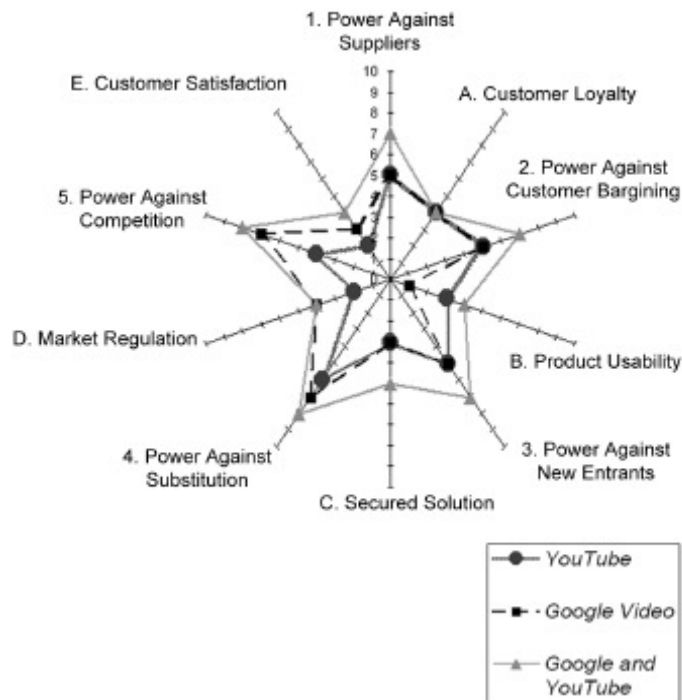 1. Power Against
Suppliers
10
9
8
7
6
5
E. Customer Satisfaction
A. Customer Loyalty
2. Power Against
Customer Bargining
5. Power Against
Competition
D. Market Regulation
B. Product Usability
4. Power Against
Substitution
3. Power Against
New Entrants
C. Secured Solution
YouTube
Google Video
Google and
YouTube